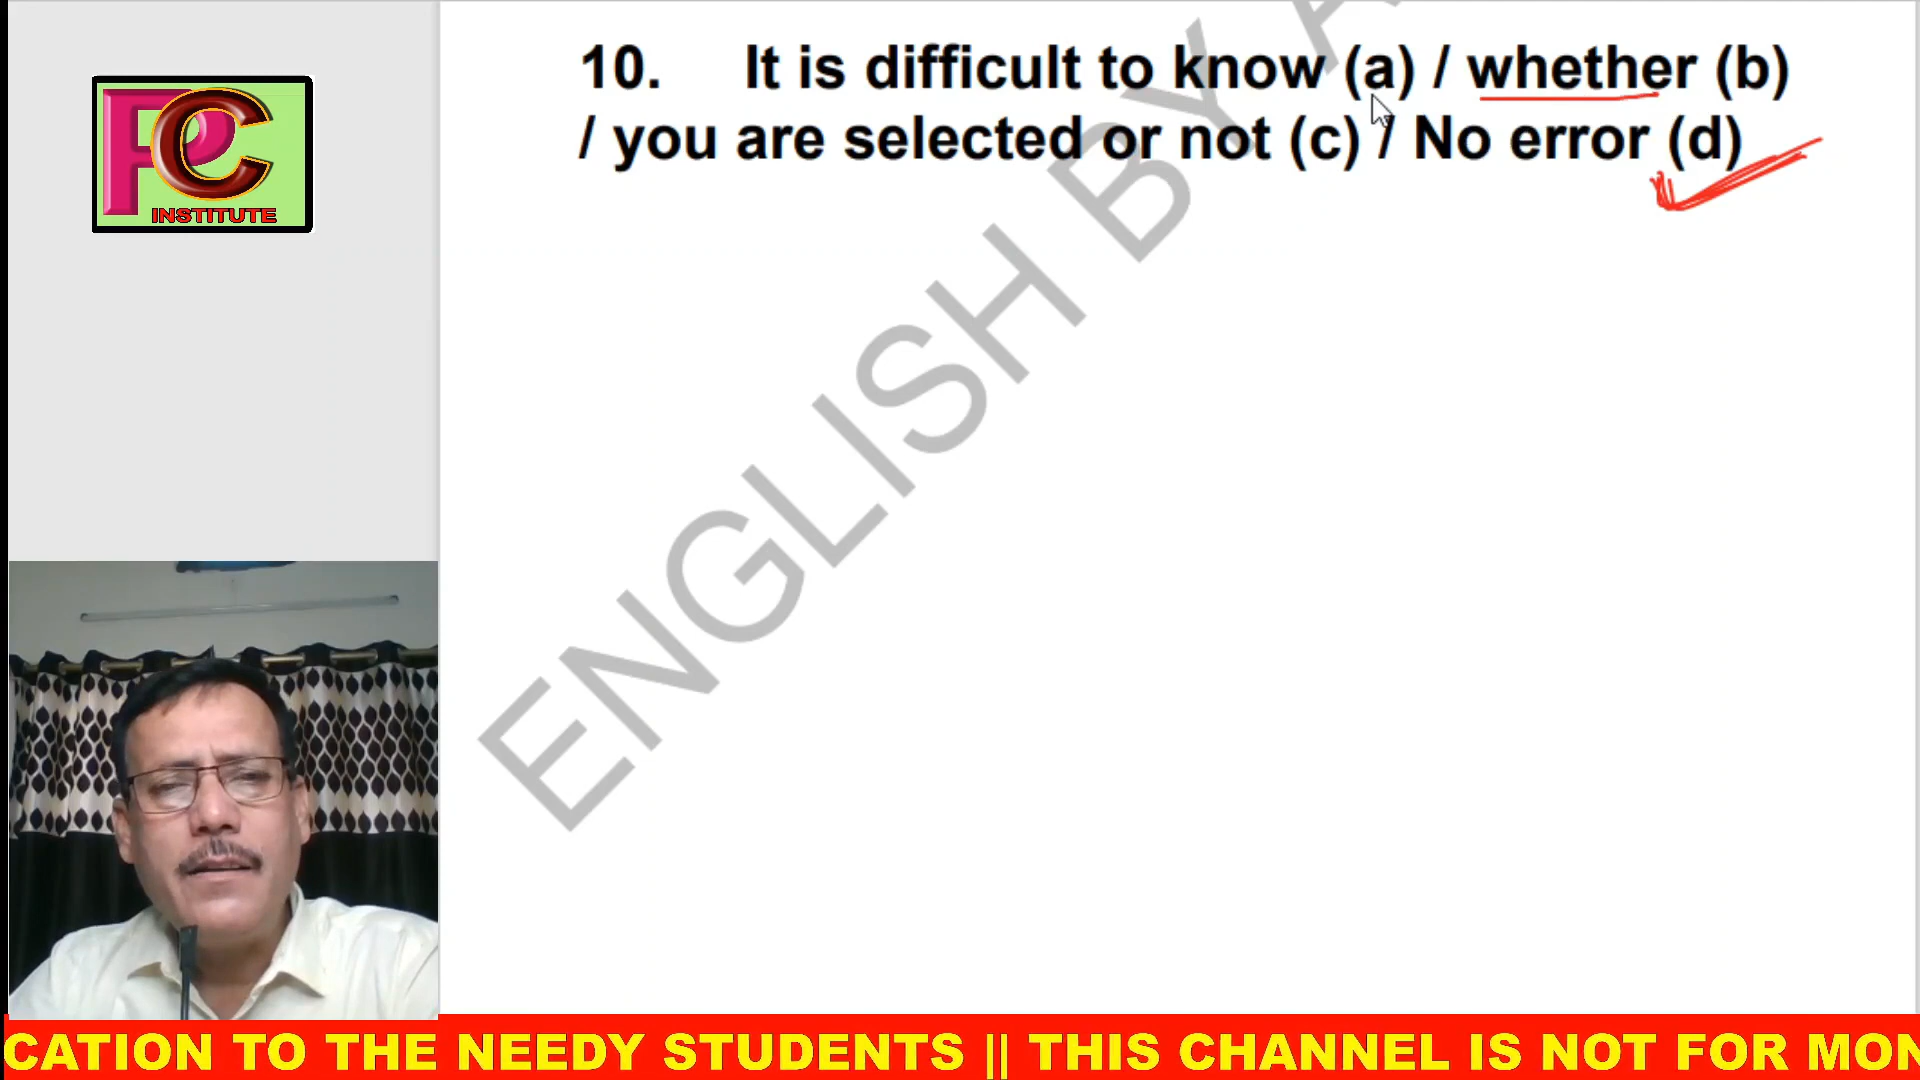 10. It is difficult to know (a) / whether (b)
/ you are selected or not (c) / No error (d)
PC
INSTITUTE
ENGLISH BY A
CATION TO THE NEEDY STUDENTS || THIS CHANNEL IS NOT FOR MON